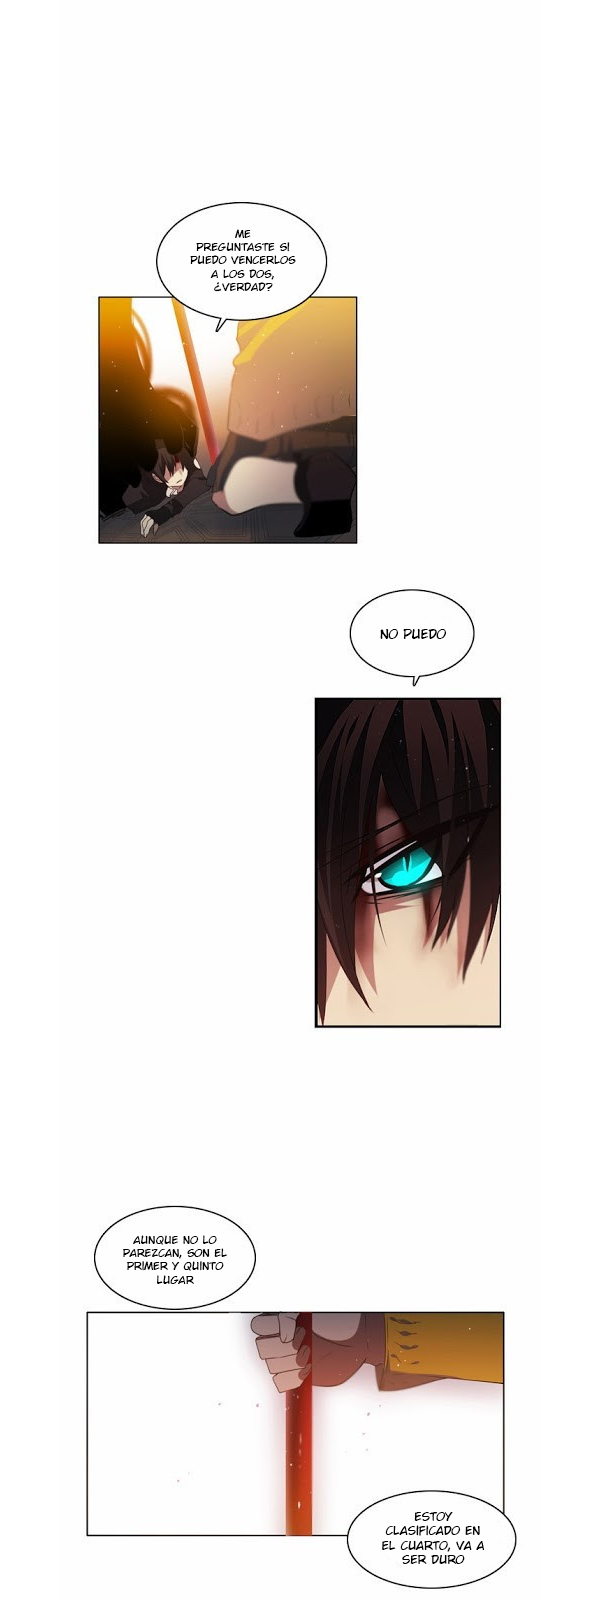 ME
PREGUNTASTE SI
PUEDO VENCERLOS
A LOS DOS,
¿VERDAD?
NO PUEDO
AUNQUE NO LO
PAREZCAN, SON EL
PRIMER Y QUINTO
LUGAR
ESTOY
CLASIFICADO EN
EL CUARTO, VA A
SER DURO